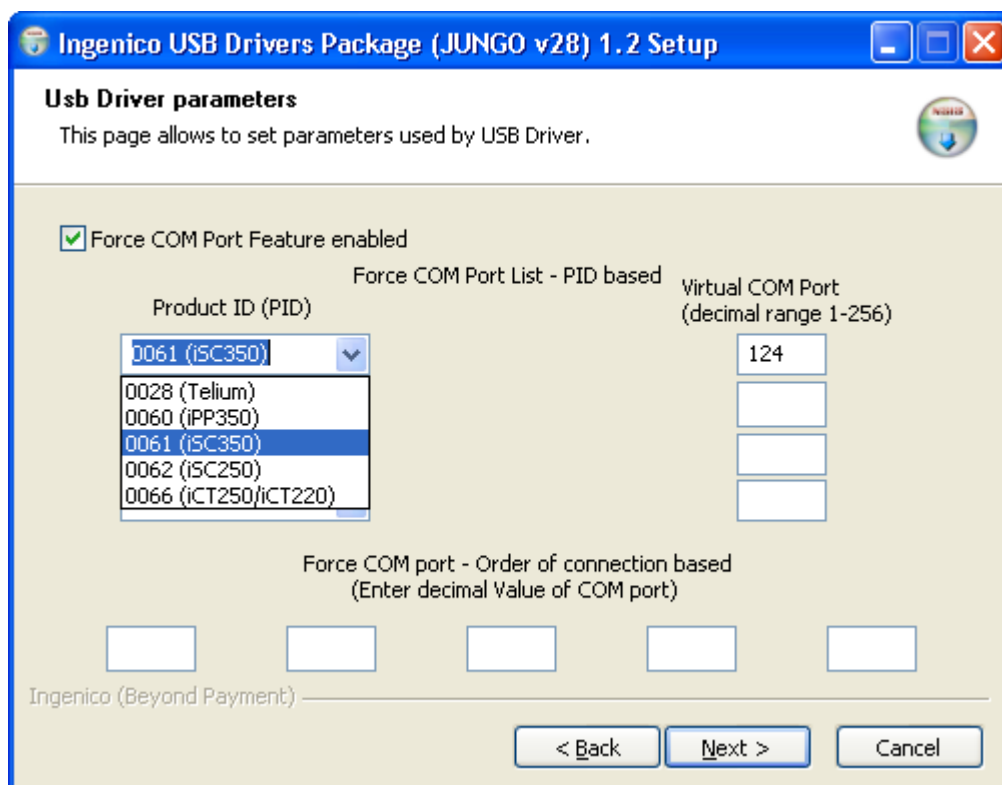 Ingenico USB Drivers Package (JUNGO v28) 1.2 Setup
Usb Driver parameters
This page allows to set parameters used by USB Driver.
Force COM Port Feature enabled
Force COM Port List - PID based
Product ID (PID)
Virtual COM Port
(decimal range 1-256)
0061 (iSC350)
124
0028 (Telium)
0060 (iPP350)
0061 (iSC350)
0062 (iSC250)
0066 (iCT250/iCT220)
Force COM port - Order of connection based
(Enter decimal Value of COM port)
Ingenico (Beyond Payment)
< Back
Next >
Cancel